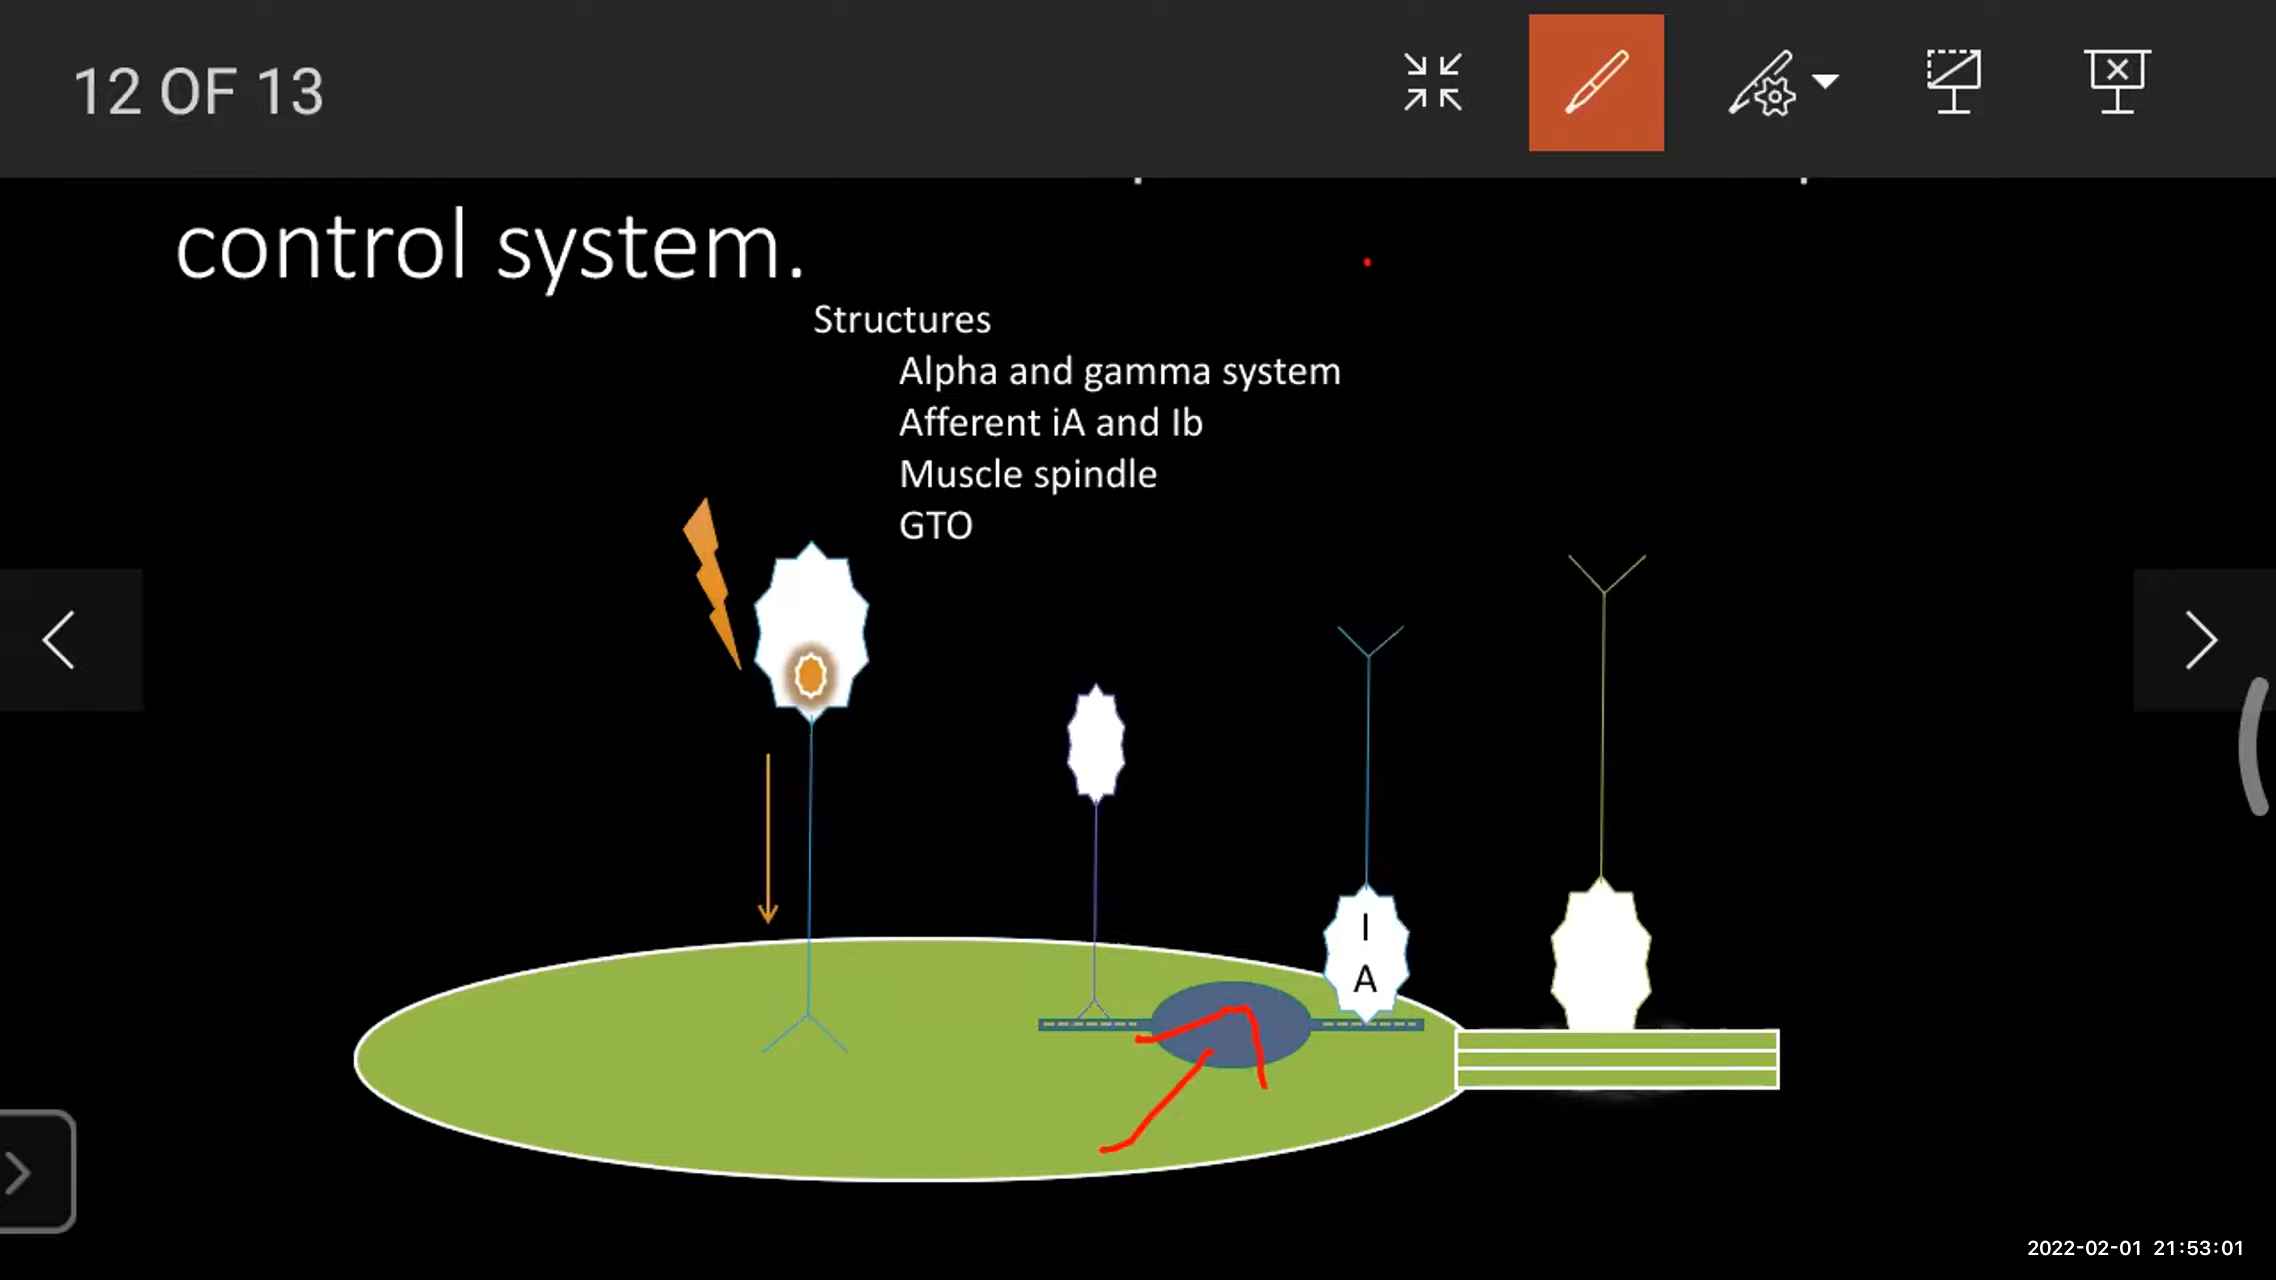 12 OF 13
control system.
Structures
Alpha and gamma system
Afferent iA and Ib
Muscle spindle
GTO
I
A
2022-02-01 21:53:01